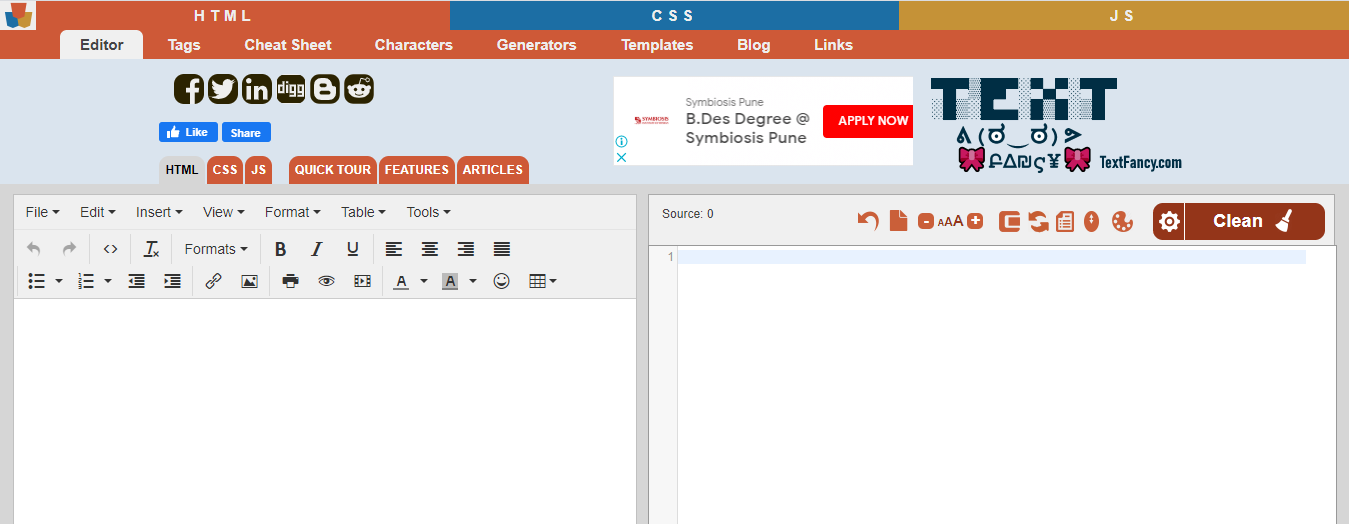 HTML CSS JS
Editor Tags Cheat Sheet Characters Generators Templates Blog Links
digg
Like Share
HTML CSS JS QUICK TOUR FEATURES ARTICLES
Symbiosis Pune
B.Des Degree @
Symbiosis Pune
APPLY NOW
SYMBIOSIS
TEXT
TextFancy.com
File Edit Insert View Format Table Tools
Formats B I U
A A
Source: 0
- AAA +
Clean
1